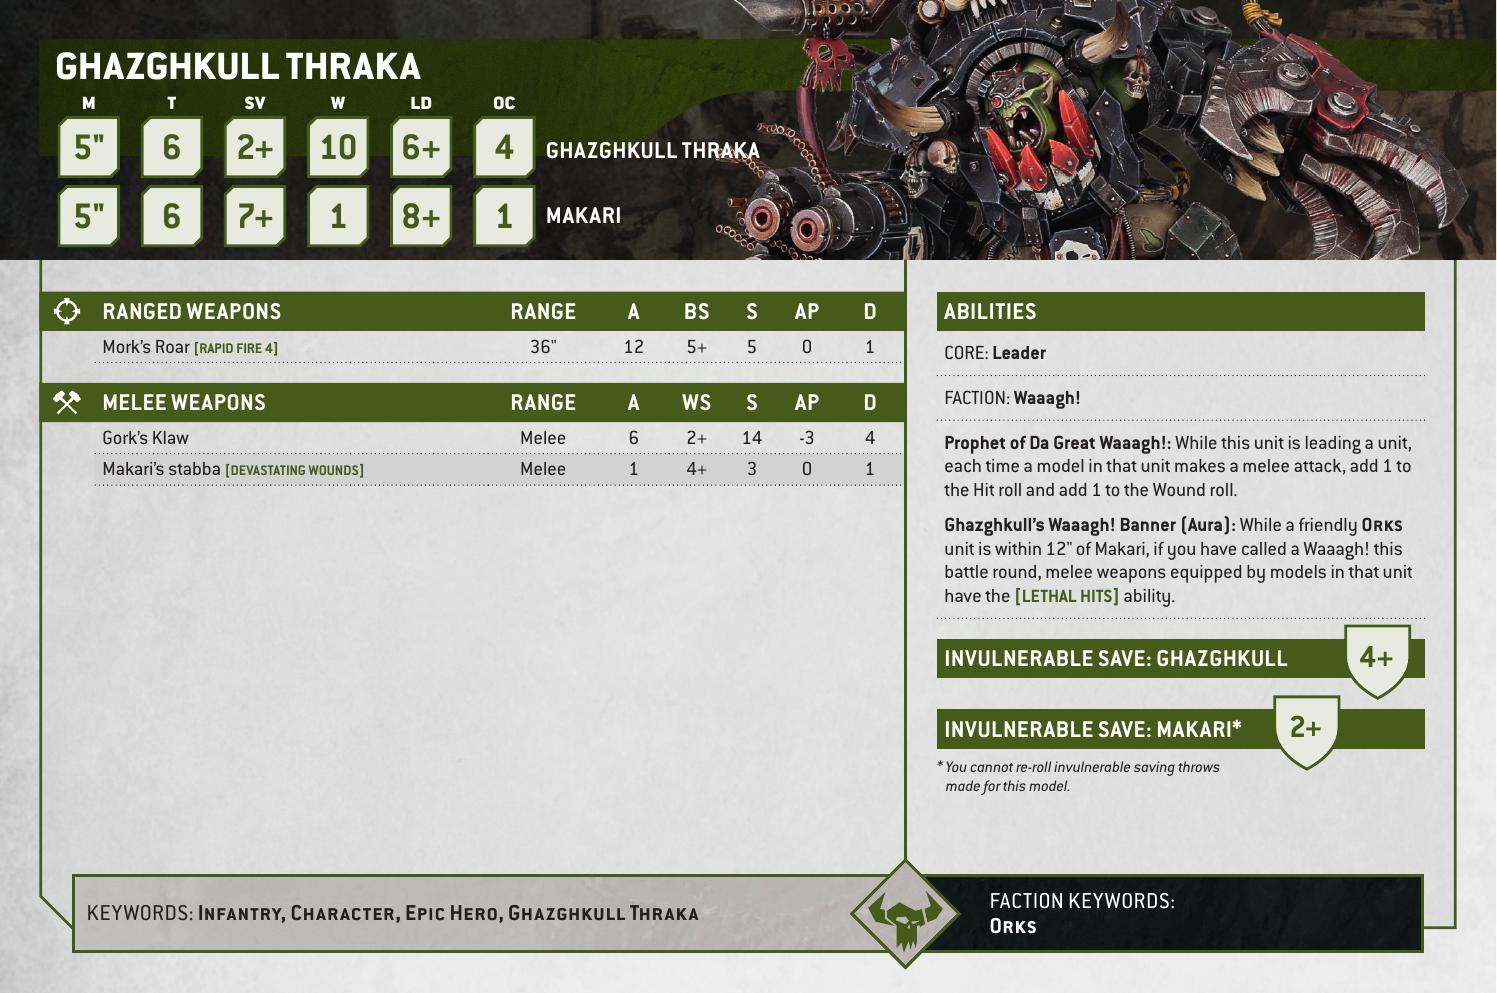 GHAZGHKULL THRAKA
M T SV W LD OC
5" 6 2+ 10 6+ 4 GHAZGHKULL THRAKA
5" 6 7+ 1 8+ 1 MAKARI
RANGED WEAPONS RANGE A BS S AP D
Mork's Roar [RAPID FIRE 4] 36" 12 5+ 5 0 1
MELEE WEAPONS RANGE A WS S AP D
Gork's Klaw Melee 6 2+ 14 -3 4
Makari's stabba [DEVASTATING WOUNDS] Melee 1 4+ 3 0 1
ABILITIES
CORE: Leader
FACTION: Waaagh!
Prophet of Da Great Waaagh!: While this unit is leading a unit,
each time a model in that unit makes a melee attack, add 1 to
the Hit roll and add 1 to the Wound roll.
Ghazghkull's Waaagh! Banner (Aura): While a friendly ORKS
unit is within 12" of Makari, if you have called a Waaagh! this
battle round, melee weapons equipped by models in that unit
have the [LETHAL HITS] ability.
INVULNERABLE SAVE: GHAZGHKULL 4+
INVULNERABLE SAVE: MAKARI* 2+
* You cannot re-roll invulnerable saving throws
made for this model.
KEYWORDS: INFANTRY, CHARACTER, EPIC HERO, GHAZGHKULL THRAKA
FACTION KEYWORDS:
ORKS